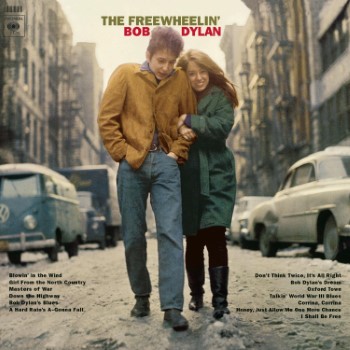 THE FREEWHEELIN'
BOB DYLAN
Blowin' in the Wind
Girl From the North Country
Masters of War
Down the Highway
Bob Dylan's Blues
A Hard Rain's A-Gonna Fall
Don't Think Twice, It's All Right
Bob Dylan's Dream
Oxford Town
Talkin' World War III Blues
Corrina, Corrina
Honey, Just Allow Me One More Chance
I Shall Be Free